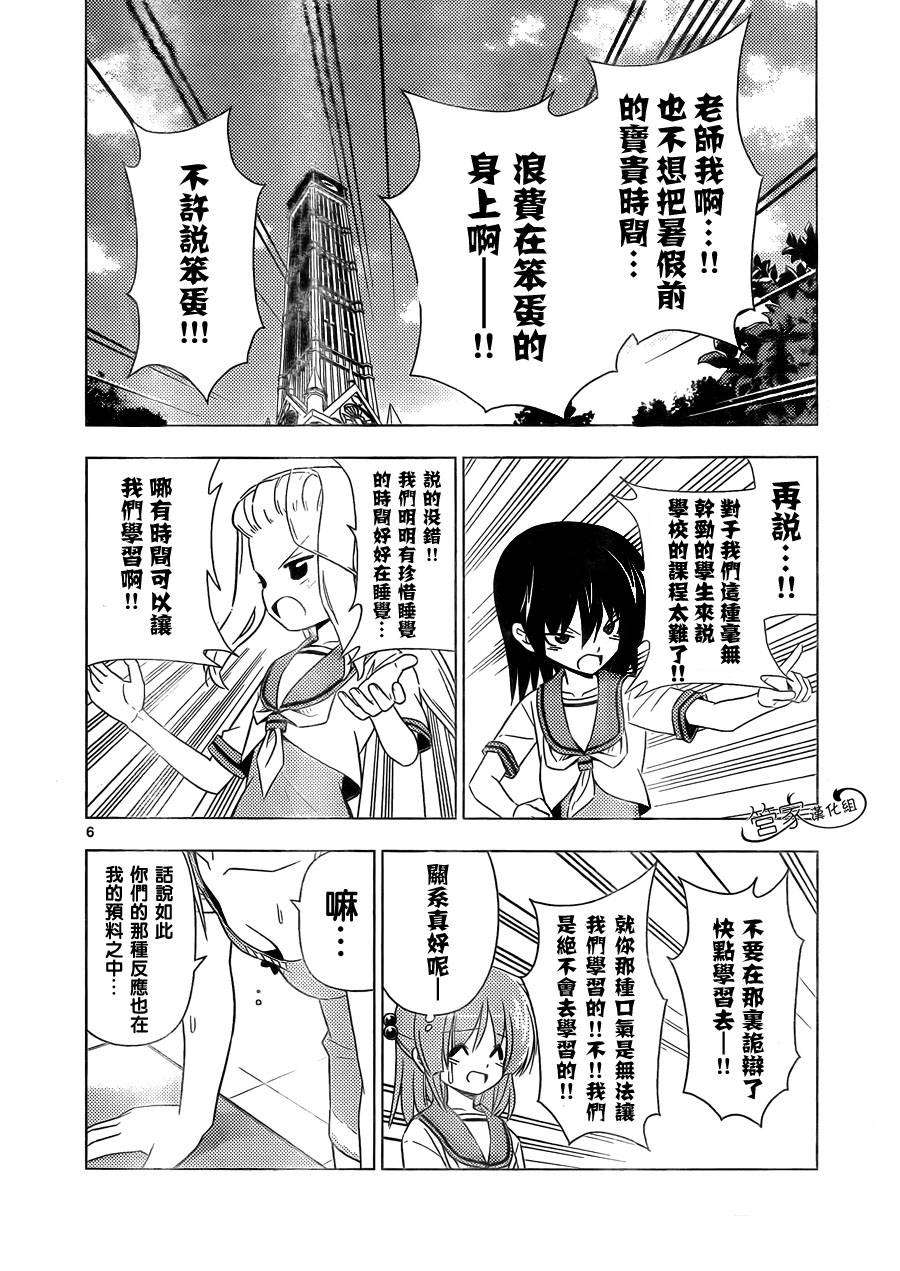 老師我啊…!!
也不想把暑假前
的寶貴時間…
浪費在笨蛋的
身上啊——!!
不許説笨蛋!!!
再説…!!
對于我們這種毫無
幹勁的學生來説
學校的課程太難了!!
説的没錯!!
我們明明有珍惜睡覺
的時間好好在睡覺…
哪有時間可以讓
我們學習啊!!
6
管家漢化組
不要在那裏詭辯了
快點學習去—!!
就你那種口氣是無法讓
我們學習的!!不!!我們
是絶不會去學習的!!
關系真好呢—
嘛…
話説如此
你們的那種反應也在
我的預料之中…